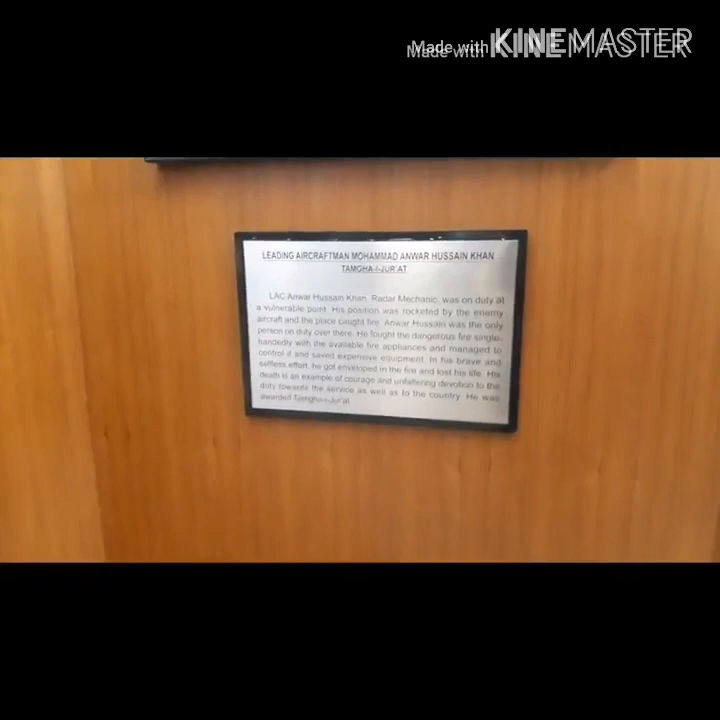 Made with KINEMASTER
Made with KINEMASTER
LEADING AIRCRAFTMAN MOHAMMAD ANWAR HUSSAIN KHAN
TAMGHA-I-JUR'AT
LAC Anwar Hussain Khan, Radar Mechanic, was on duty at
a vulnerable point. His position was rocketed by the enemy
aircraft and the place caught fire. Anwar Hussain was the only
person on duty over there. He fought the dangerous fire single-
handedly with the available fire appliances and managed to
control it and saved expensive equipment. In his brave and
selfless effort, he got enveloped in the fire and lost his life. His
death is an example of courage and unfaltering devotion to the
duty towards the service as well as to the country. He was
awarded Tamgha-i-Jur'at.